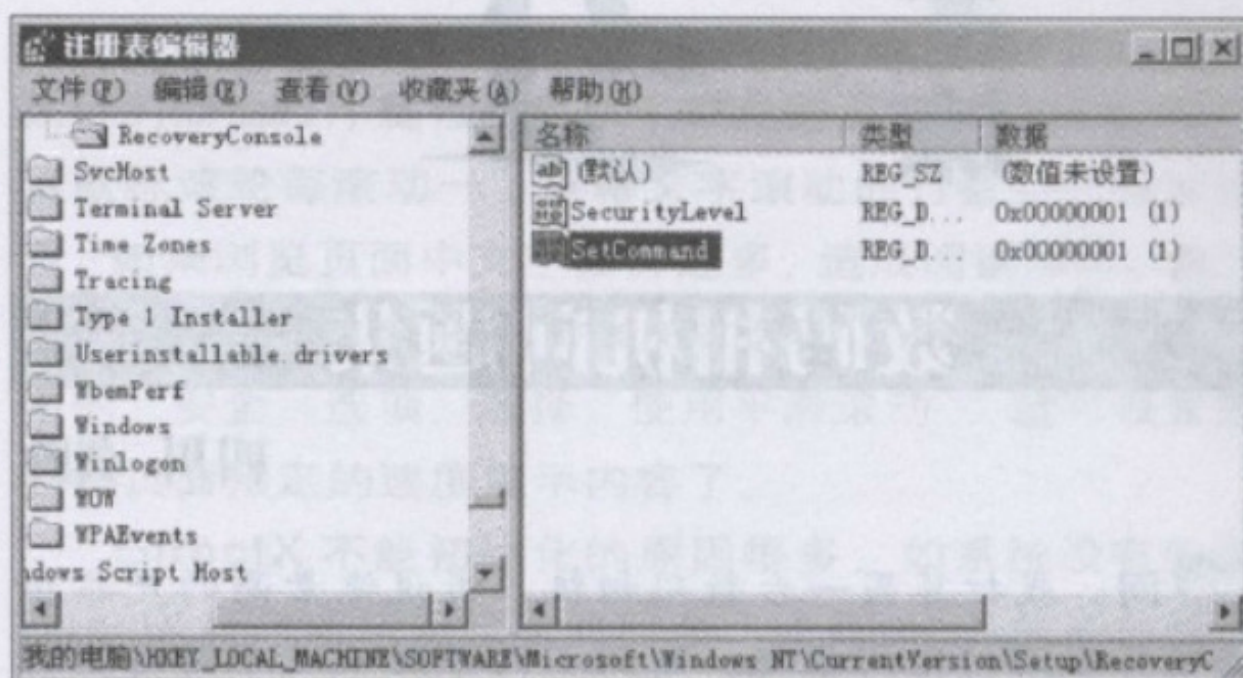 注册表编辑器
文件(F) 编辑(E) 查看(V) 收藏夹(A) 帮助(H)
RecoveryConsole
SvcHost
Terminal Server
Time Zones
Tracing
Type 1 Installer
Userinstallable.drivers
WbemPerf
Windows
Winlogon
WOW
WPAEvents
ndows Script Host
名称 类型 数据
(默认) REG_SZ (数值未设置)
SecurityLevel REG_D... 0x00000001 (1)
SetCommand REG_D... 0x00000001 (1)
我的电脑\HKEY_LOCAL_MACHINE\SOFTWARE\Microsoft\Windows NT\CurrentVersion\Setup\RecoveryC